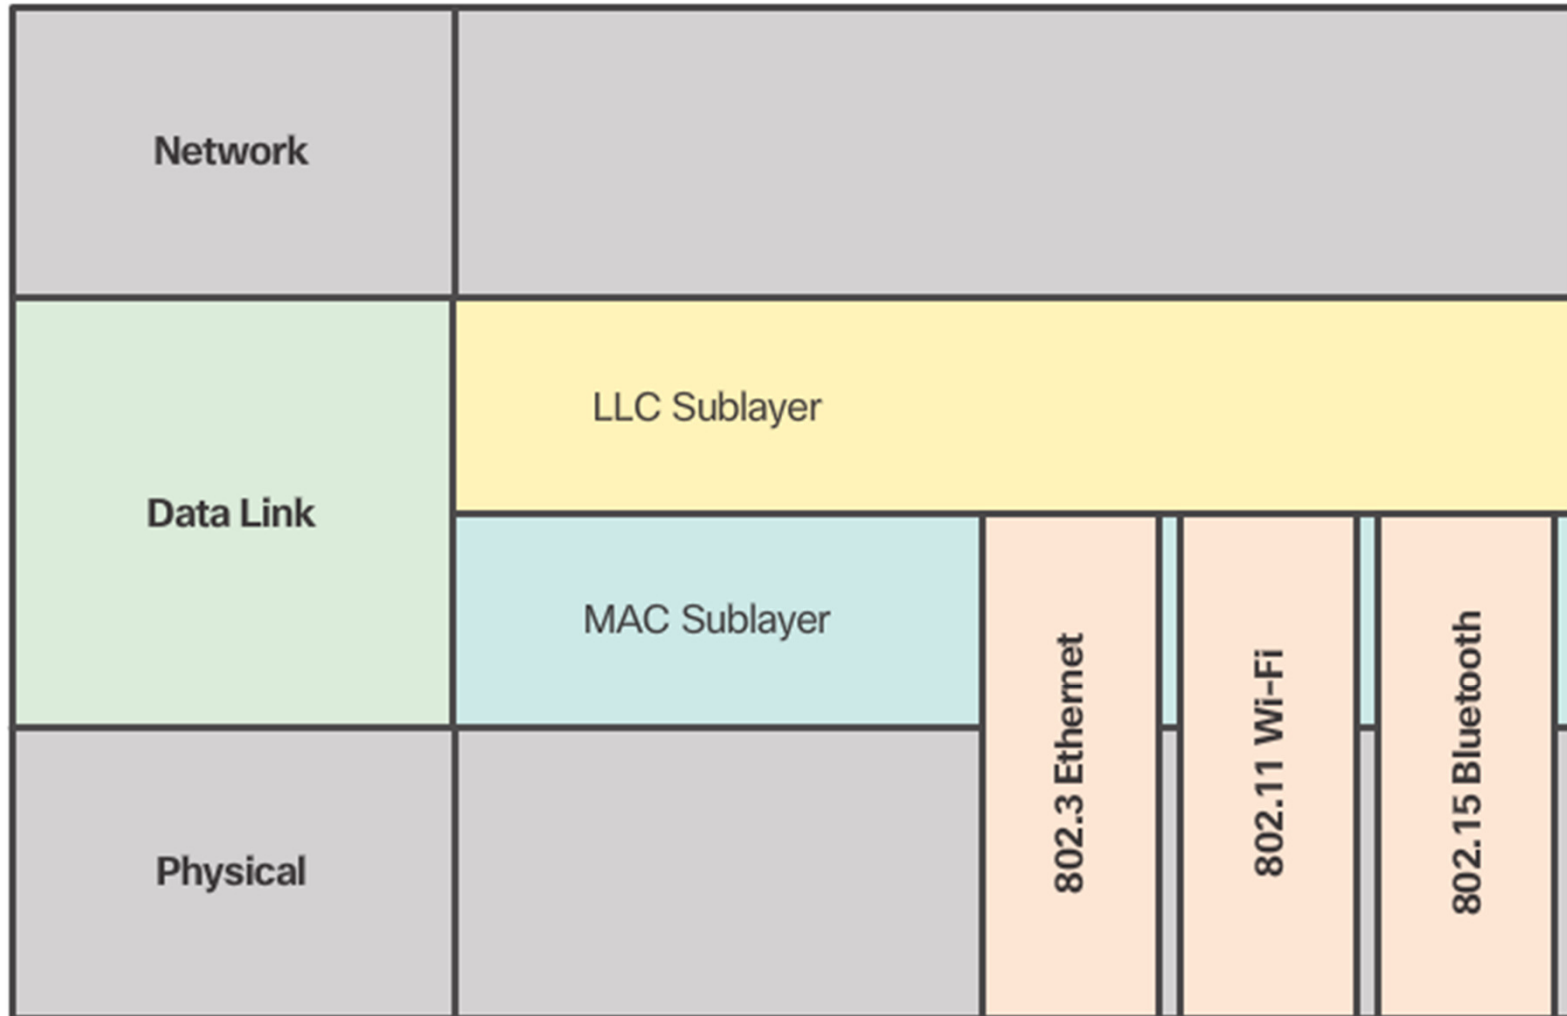 Network
Data Link
LLC Sublayer
MAC Sublayer
Physical
802.3 Ethernet
802.11 Wi-Fi
802.15 Bluetooth